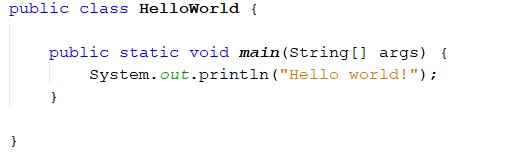 public class HelloWorld {
    public static void main(String[] args) {
        System.out.println("Hello world!");
    }
}